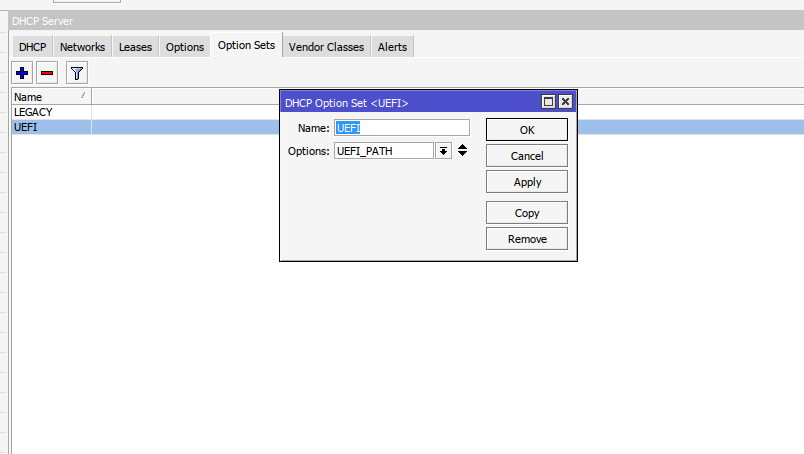 DHCP Server
DHCP Networks Leases Options Option Sets Vendor Classes Alerts
Name
LEGACY
UEFI
DHCP Option Set <UEFI>
Name: UEFI
Options: UEFI_PATH
OK
Cancel
Apply
Copy
Remove